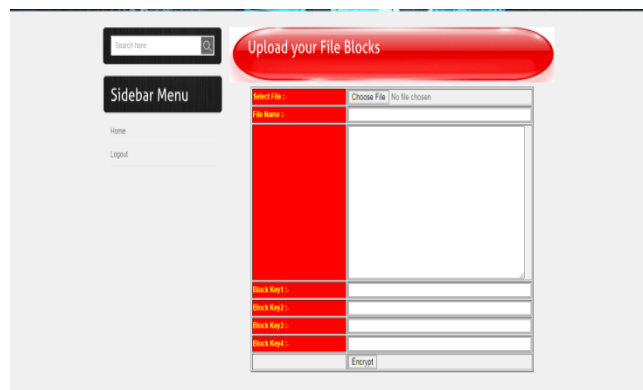 Search here
Upload your File Blocks
Sidebar Menu
Home
Logout
Select File :-
Choose File No file chosen
File Name :-
Block Key1 :-
Block Key2 :-
Block Key3 :-
Block Key4 :-
Encrypt